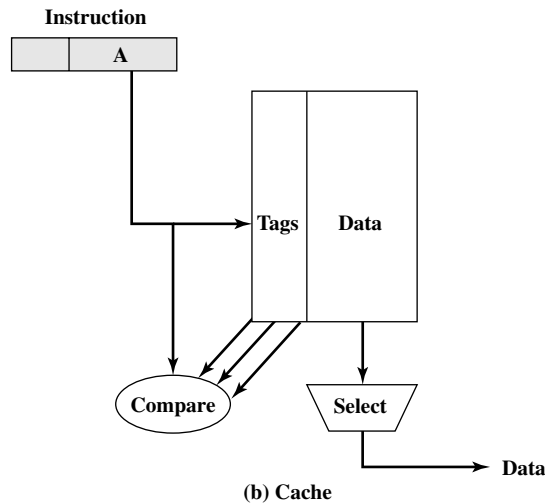 Instruction
A
Tags
Data
Compare
Select
Data
(b) Cache